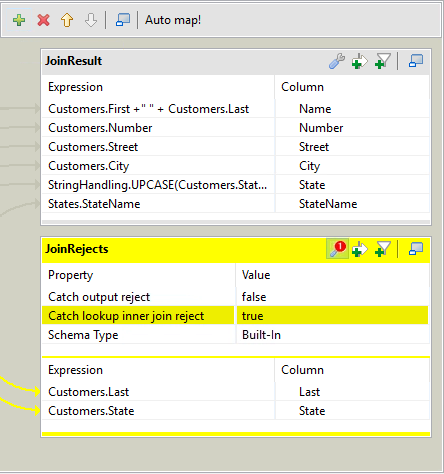 Auto map!
JoinResult
Expression Column
Customers.First +" " + Customers.Last Name
Customers.Number Number
Customers.Street Street
Customers.City City
StringHandling.UPCASE(Customers.Stat... State
States.StateName StateName
JoinRejects 1
Property Value
Catch output reject false
Catch lookup inner join reject true
Schema Type Built-In
Expression Column
Customers.Last Last
Customers.State State